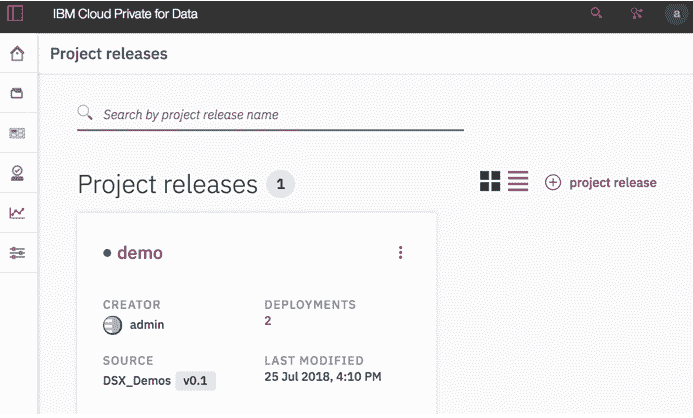 IBM Cloud Private for Data
a
Project releases
Search by project release name
Project releases 1
project release
demo
CREATOR
admin
DEPLOYMENTS
2
SOURCE
DSX_Demos v0.1
LAST MODIFIED
25 Jul 2018, 4:10 PM